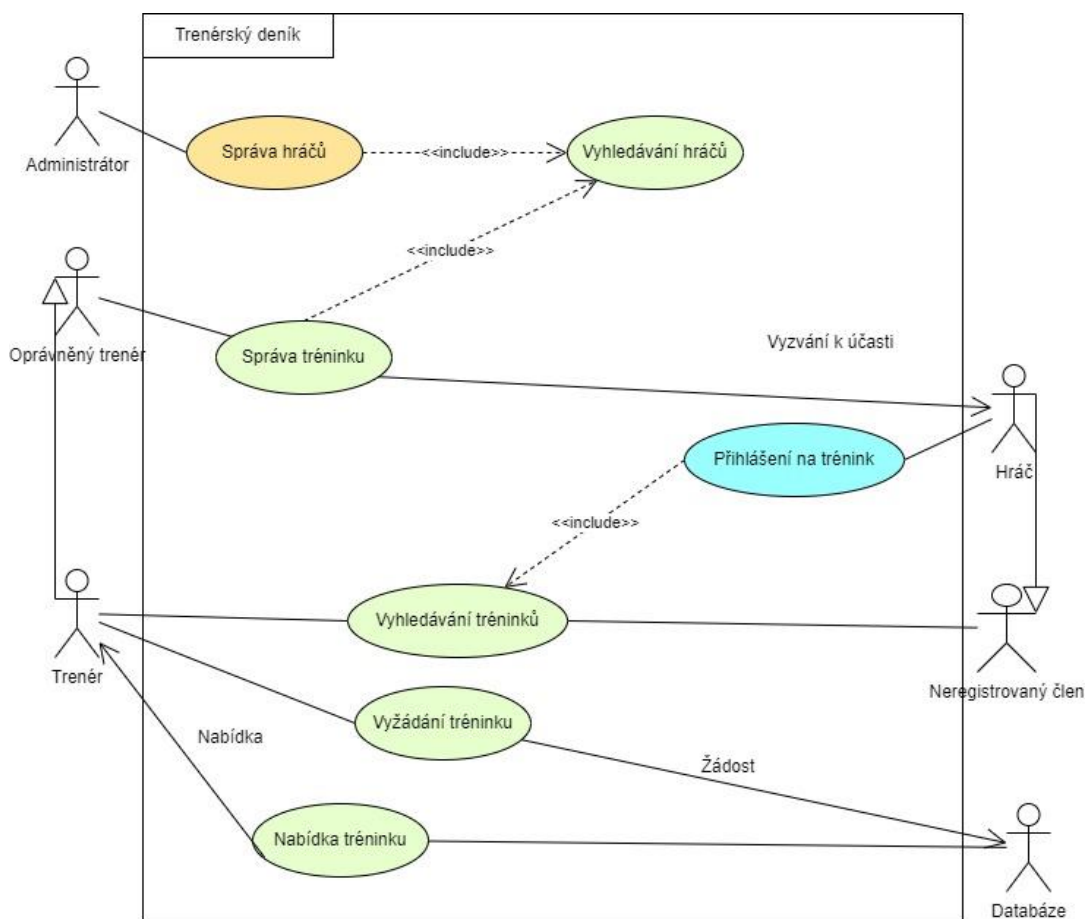 Trenérský deník
Administrátor
Správa hráčů
<<include>>
Vyhledávání hráčů
<<include>>
Oprávněný trenér
Správa tréninku
Vyzvání k účasti
Přihlášení na trénink
Hráč
<<include>>
Vyhledávání tréninků
Trenér
Neregistrovaný člen
Vyžádání tréninku
Nabídka
Žádost
Nabídka tréninku
Databáze